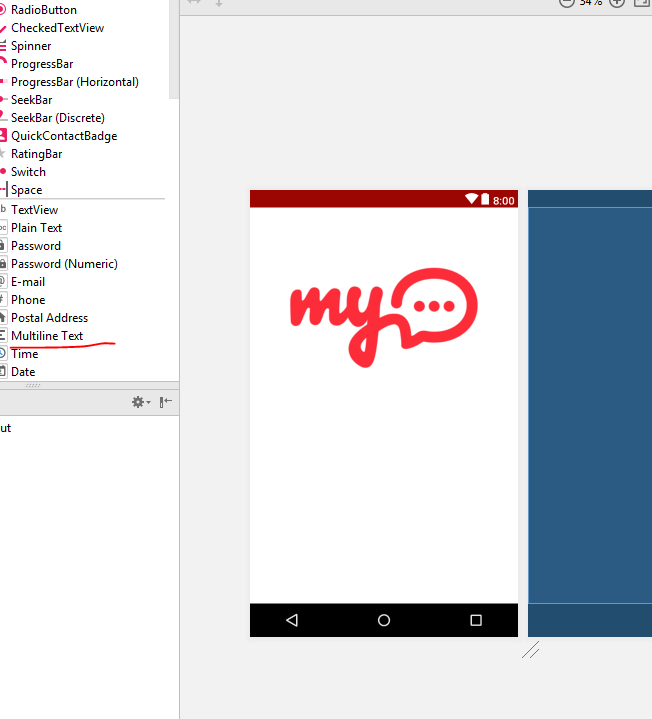 RadioButton
CheckedTextView
Spinner
ProgressBar
ProgressBar (Horizontal)
SeekBar
SeekBar (Discrete)
QuickContactBadge
RatingBar
Switch
Space
TextView
Plain Text
Password
Password (Numeric)
E-mail
Phone
Postal Address
Multiline Text
Time
Date
ut
34%
8:00
my